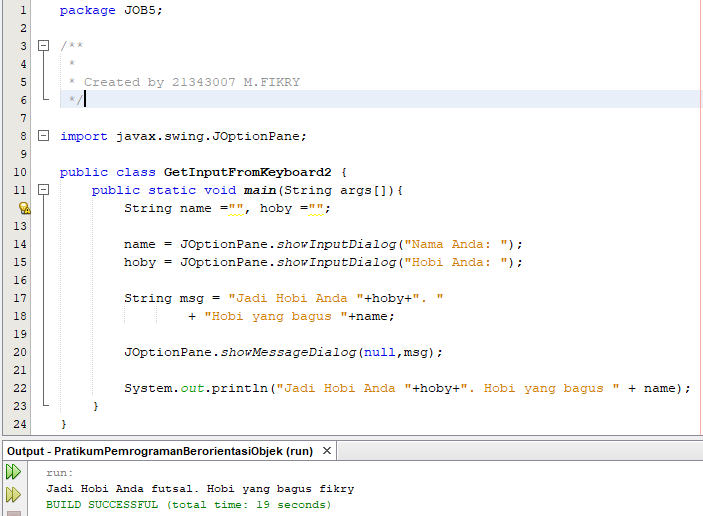 1 package JOB5;
2
3 /**
4 *
5 * Created by 21343007 M.FIKRY
6 */
7
8 import javax.swing.JOptionPane;
9
10 public class GetInputFromKeyboard2 {
11 public static void main(String args[]){
String name ="", hoby ="";
13
14 name = JOptionPane.showInputDialog("Nama Anda: ");
15 hoby = JOptionPane.showInputDialog("Hobi Anda: ");
16
17 String msg = "Jadi Hobi Anda "+hoby+". "
18 + "Hobi yang bagus "+name;
19
20 JOptionPane.showMessageDialog(null,msg);
21
22 System.out.println("Jadi Hobi Anda "+hoby+". Hobi yang bagus " + name);
23 }
24 }
Output - PratikumPemrogramanBerorientasiObjek (run) ×
run:
Jadi Hobi Anda futsal. Hobi yang bagus fikry
BUILD SUCCESSFUL (total time: 19 seconds)